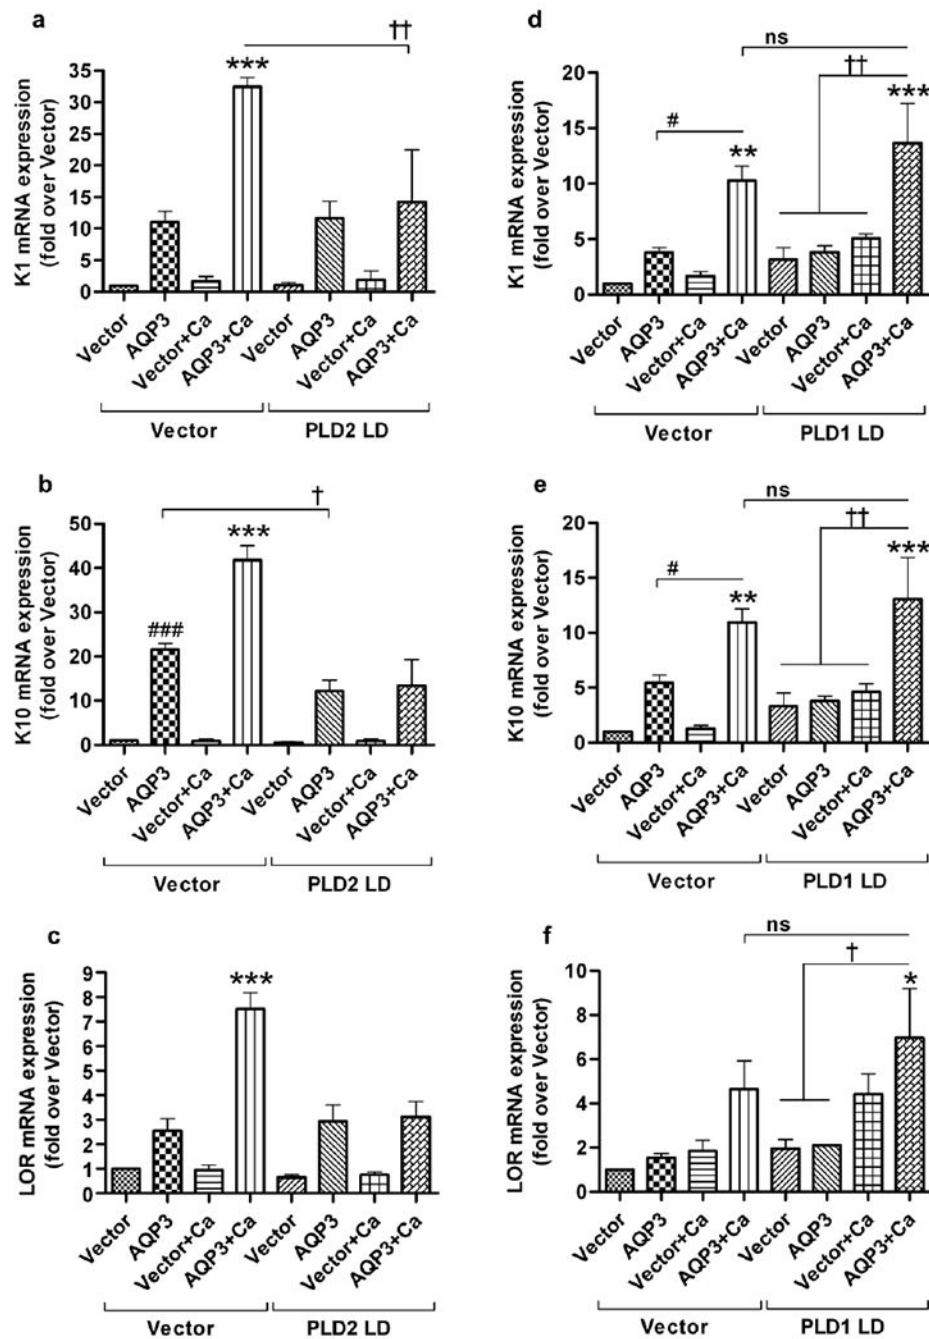 a
K1 mRNA expression
(fold over Vector)
35
30
25
20
15
10
5
0
***
††
Vector
AQP3
Vector+Ca
AQP3+Ca
Vector
AQP3
Vector+Ca
AQP3+Ca
Vector
PLD2 LD
d
K1 mRNA expression
(fold over Vector)
20
15
10
5
0
ns
††
#
**
***
Vector
AQP3
Vector+Ca
AQP3+Ca
Vector
AQP3
Vector+Ca
AQP3+Ca
Vector
PLD1 LD
b
K10 mRNA expression
(fold over Vector)
50
40
30
20
10
0
†
###
***
Vector
AQP3
Vector+Ca
AQP3+Ca
Vector
AQP3
Vector+Ca
AQP3+Ca
Vector
PLD2 LD
e
K10 mRNA expression
(fold over Vector)
20
15
10
5
0
ns
††
#
**
***
Vector
AQP3
Vector+Ca
AQP3+Ca
Vector
AQP3
Vector+Ca
AQP3+Ca
Vector
PLD1 LD
c
LOR mRNA expression
(fold over Vector)
9
8
7
6
5
4
3
2
1
0
***
Vector
AQP3
Vector+Ca
AQP3+Ca
Vector
AQP3
Vector+Ca
AQP3+Ca
Vector
PLD2 LD
f
LOR mRNA expression
(fold over Vector)
10
8
6
4
2
0
ns
†
*
Vector
AQP3
Vector+Ca
AQP3+Ca
Vector
AQP3
Vector+Ca
AQP3+Ca
Vector
PLD1 LD